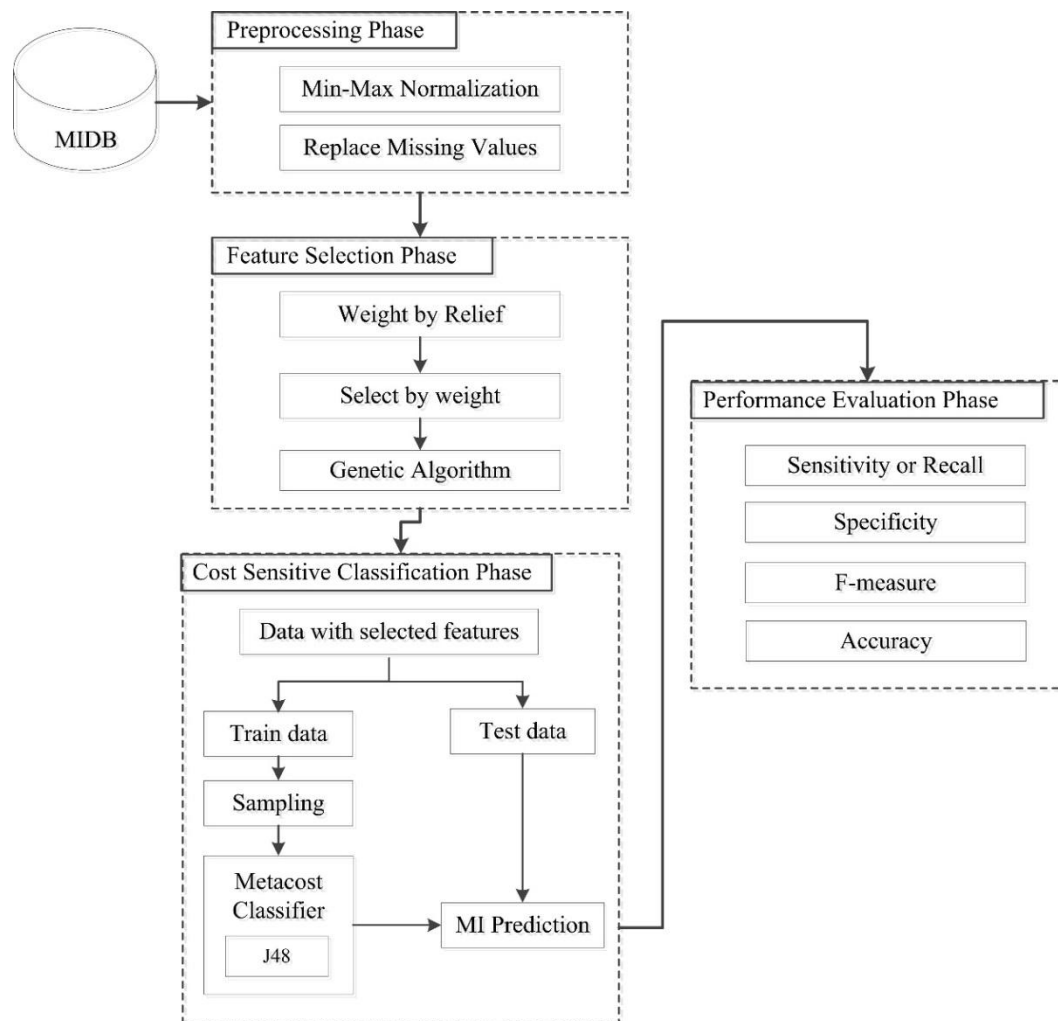 Preprocessing Phase
MIDB
Min-Max Normalization
Replace Missing Values
Feature Selection Phase
Weight by Relief
Select by weight
Genetic Algorithm
Cost Sensitive Classification Phase
Data with selected features
Train data
Test data
Sampling
Metacost
Classifier
J48
MI Prediction
Performance Evaluation Phase
Sensitivity or Recall
Specificity
F-measure
Accuracy